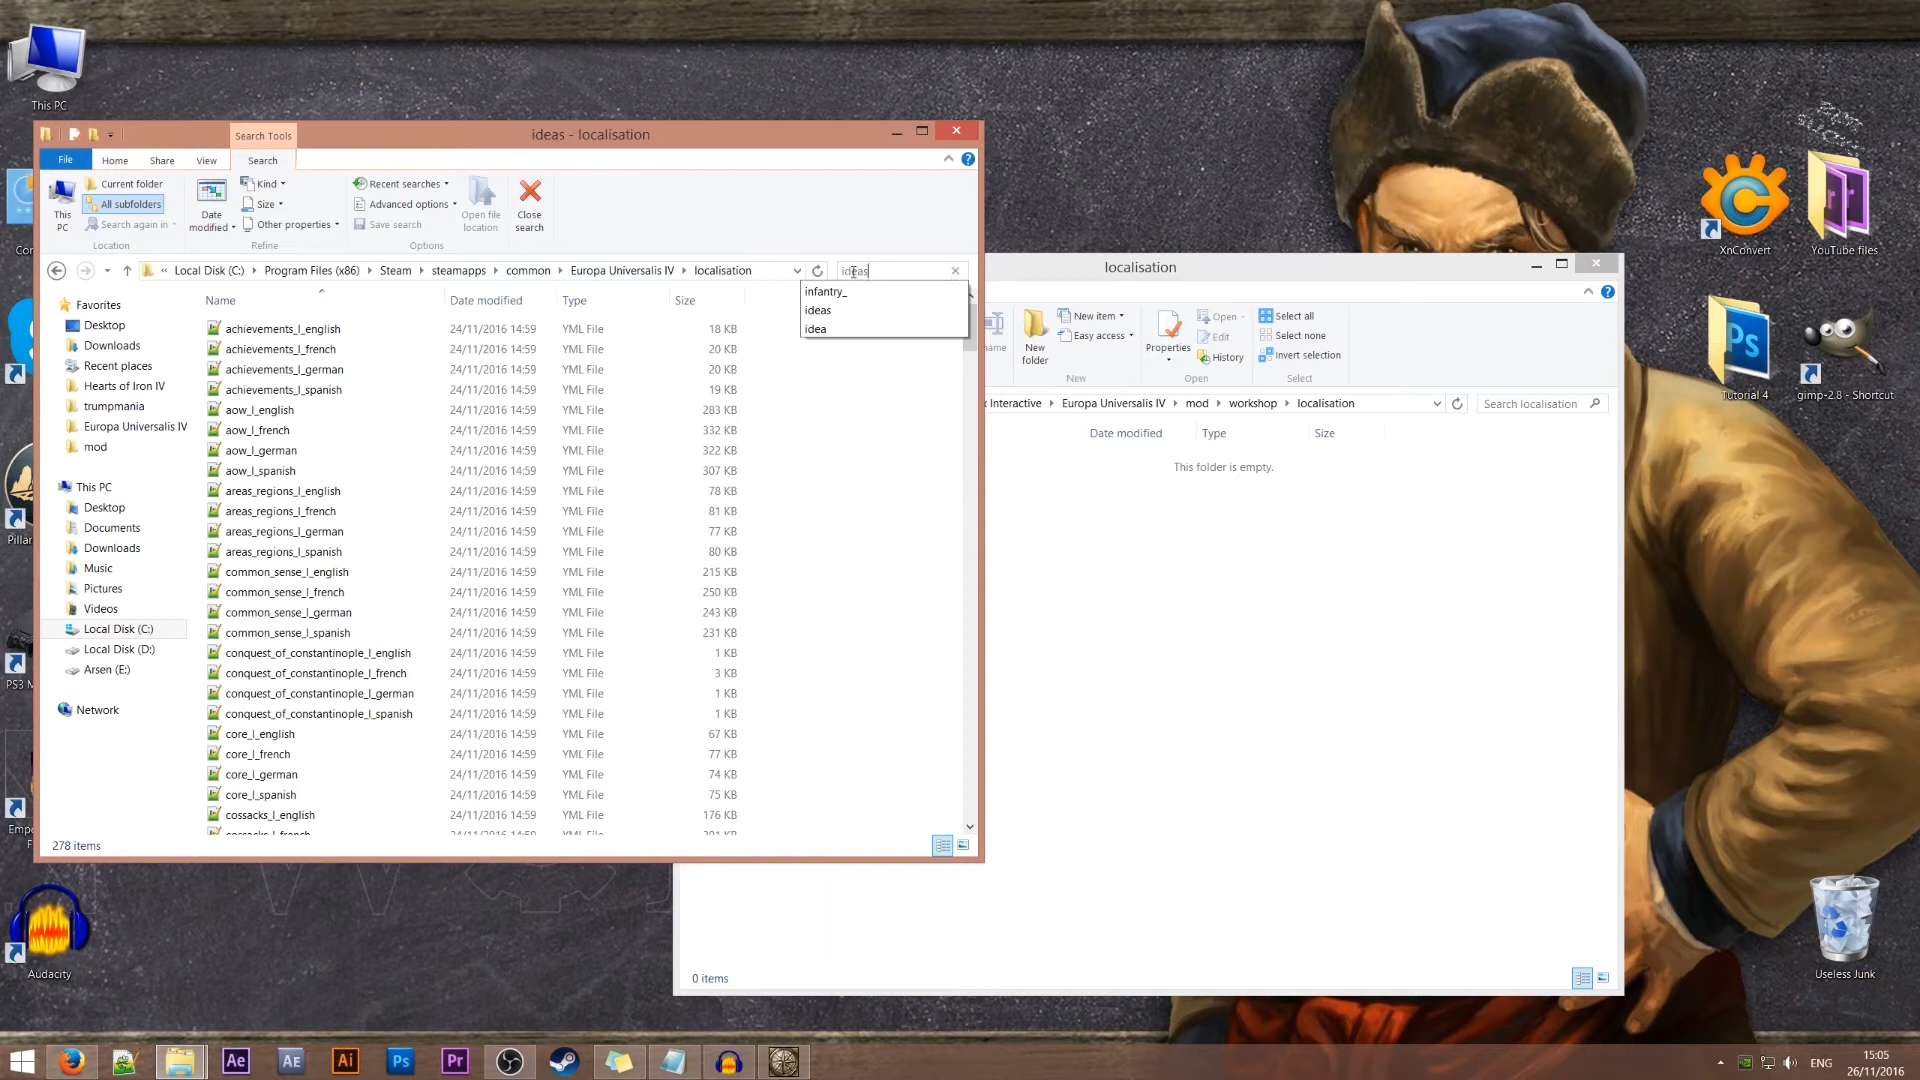 This PC
ideas - localisation
Search Tools
File
Home
Share
View
Search
This PC
Current folder
All subfolders
Search again in
Location
Date modified
Kind
Size
Other properties
Refine
Recent searches
Advanced options
Save search
Options
Open file location
Close search
« Local Disk (C:) Program Files (x86) Steam steamapps common Europa Universalis IV localisation
ideas
infantry_
ideas
idea
Name Date modified Type Size
Favorites
Desktop
Downloads
Recent places
Hearts of Iron IV
trumpmania
Europa Universalis IV
mod
This PC
Desktop
Documents
Downloads
Music
Pictures
Videos
Local Disk (C:)
Local Disk (D:)
Arsen (E:)
Network
achievements_l_english 24/11/2016 14:59 YML File 18 KB
achievements_l_french 24/11/2016 14:59 YML File 20 KB
achievements_l_german 24/11/2016 14:59 YML File 20 KB
achievements_l_spanish 24/11/2016 14:59 YML File 19 KB
aow_l_english 24/11/2016 14:59 YML File 283 KB
aow_l_french 24/11/2016 14:59 YML File 332 KB
aow_l_german 24/11/2016 14:59 YML File 322 KB
aow_l_spanish 24/11/2016 14:59 YML File 307 KB
areas_regions_l_english 24/11/2016 14:59 YML File 78 KB
areas_regions_l_french 24/11/2016 14:59 YML File 81 KB
areas_regions_l_german 24/11/2016 14:59 YML File 77 KB
areas_regions_l_spanish 24/11/2016 14:59 YML File 80 KB
common_sense_l_english 24/11/2016 14:59 YML File 215 KB
common_sense_l_french 24/11/2016 14:59 YML File 250 KB
common_sense_l_german 24/11/2016 14:59 YML File 243 KB
common_sense_l_spanish 24/11/2016 14:59 YML File 231 KB
conquest_of_constantinople_l_english 24/11/2016 14:59 YML File 1 KB
conquest_of_constantinople_l_french 24/11/2016 14:59 YML File 3 KB
conquest_of_constantinople_l_german 24/11/2016 14:59 YML File 1 KB
conquest_of_constantinople_l_spanish 24/11/2016 14:59 YML File 1 KB
core_l_english 24/11/2016 14:59 YML File 67 KB
core_l_french 24/11/2016 14:59 YML File 77 KB
core_l_german 24/11/2016 14:59 YML File 74 KB
core_l_spanish 24/11/2016 14:59 YML File 75 KB
cossacks_l_english 24/11/2016 14:59 YML File 176 KB
278 items
localisation
New folder
New item
Easy access
New
Properties
Open
Edit
History
Open
Select all
Select none
Invert selection
Select
Interactive Europa Universalis IV mod workshop localisation
Search localisation
Date modified Type Size
This folder is empty.
0 items
XnConvert
YouTube files
Tutorial 4
gimp-2.8 - Shortcut
Useless Junk
Pillar
PS3 M
Emp
Audacity
Ae
AE
Ai
Ps
Pr
ENG
15:05
26/11/2016